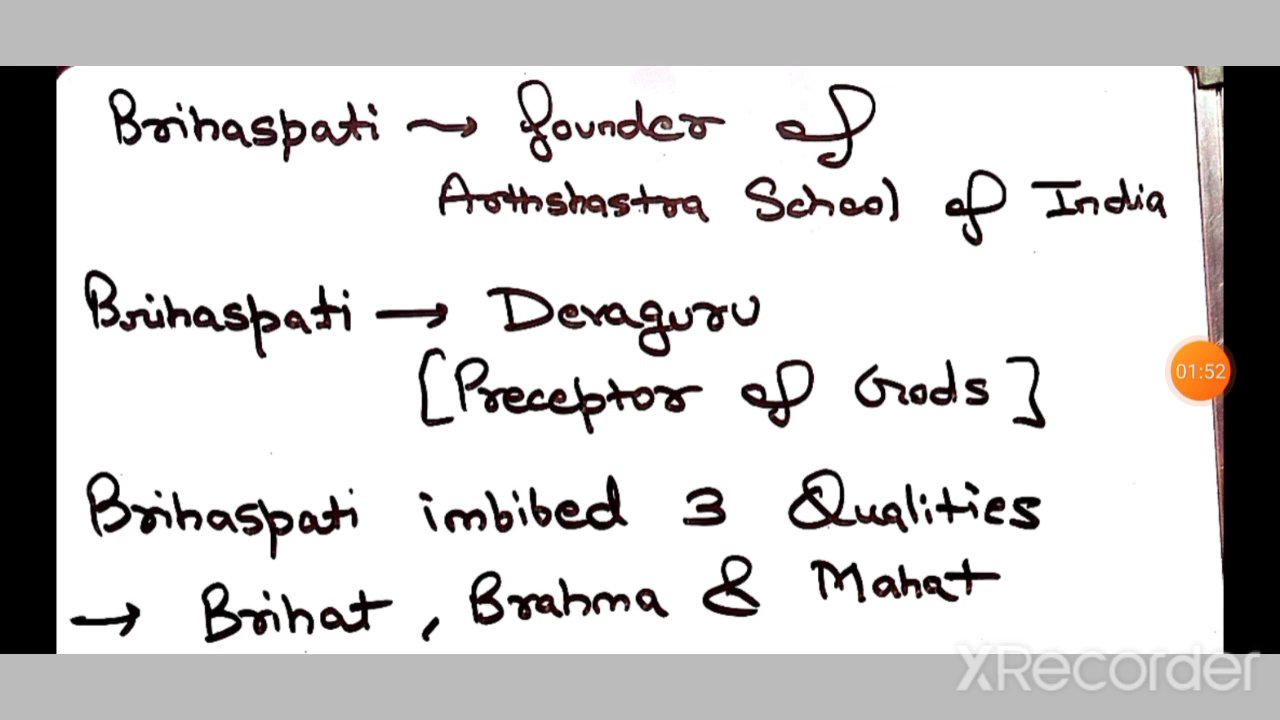 Brihaspati → founder of
Arthshastra School of India
Brihaspati → Devaguru
[Preceptor of Gods]
Brihaspati imbibed 3 Qualities
→ Brihat, Brahma & Mahat
01:52
XRecorder